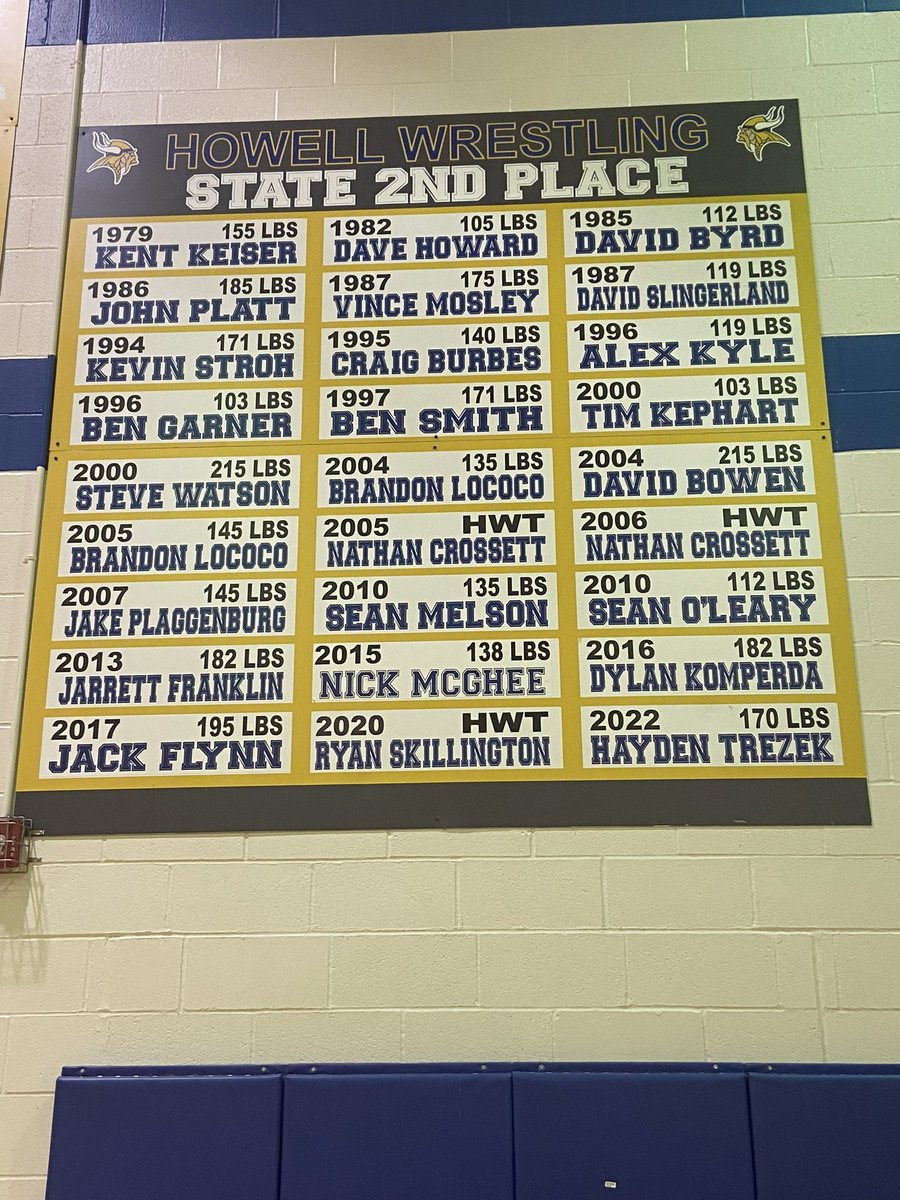 HOWELL WRESTLING
STATE 2ND PLACE
1979 155 LBS
KENT KEISER
1982 105 LBS
DAVE HOWARD
1985 112 LBS
DAVID BYRD
1986 185 LBS
JOHN PLATT
1987 175 LBS
VINCE MOSLEY
1987 119 LBS
DAVID SLINGERLAND
1994 171 LBS
KEVIN STROH
1995 140 LBS
CRAIG BURBES
1996 119 LBS
ALEX KYLE
1996 103 LBS
BEN GARNER
1997 171 LBS
BEN SMITH
2000 103 LBS
TIM KEPHART
2000 215 LBS
STEVE WATSON
2004 135 LBS
BRANDON LOCOCO
2004 215 LBS
DAVID BOWEN
2005 145 LBS
BRANDON LOCOCO
2005 HWT
NATHAN CROSSETT
2006 HWT
NATHAN CROSSETT
2007 145 LBS
JAKE PLAGGENBURG
2010 135 LBS
SEAN MELSON
2010 112 LBS
SEAN O'LEARY
2013 182 LBS
JARRETT FRANKLIN
2015 138 LBS
NICK MCGHEE
2016 182 LBS
DYLAN KOMPERDA
2017 195 LBS
JACK FLYNN
2020 HWT
RYAN SKILLINGTON
2022 170 LBS
HAYDEN TREZEK